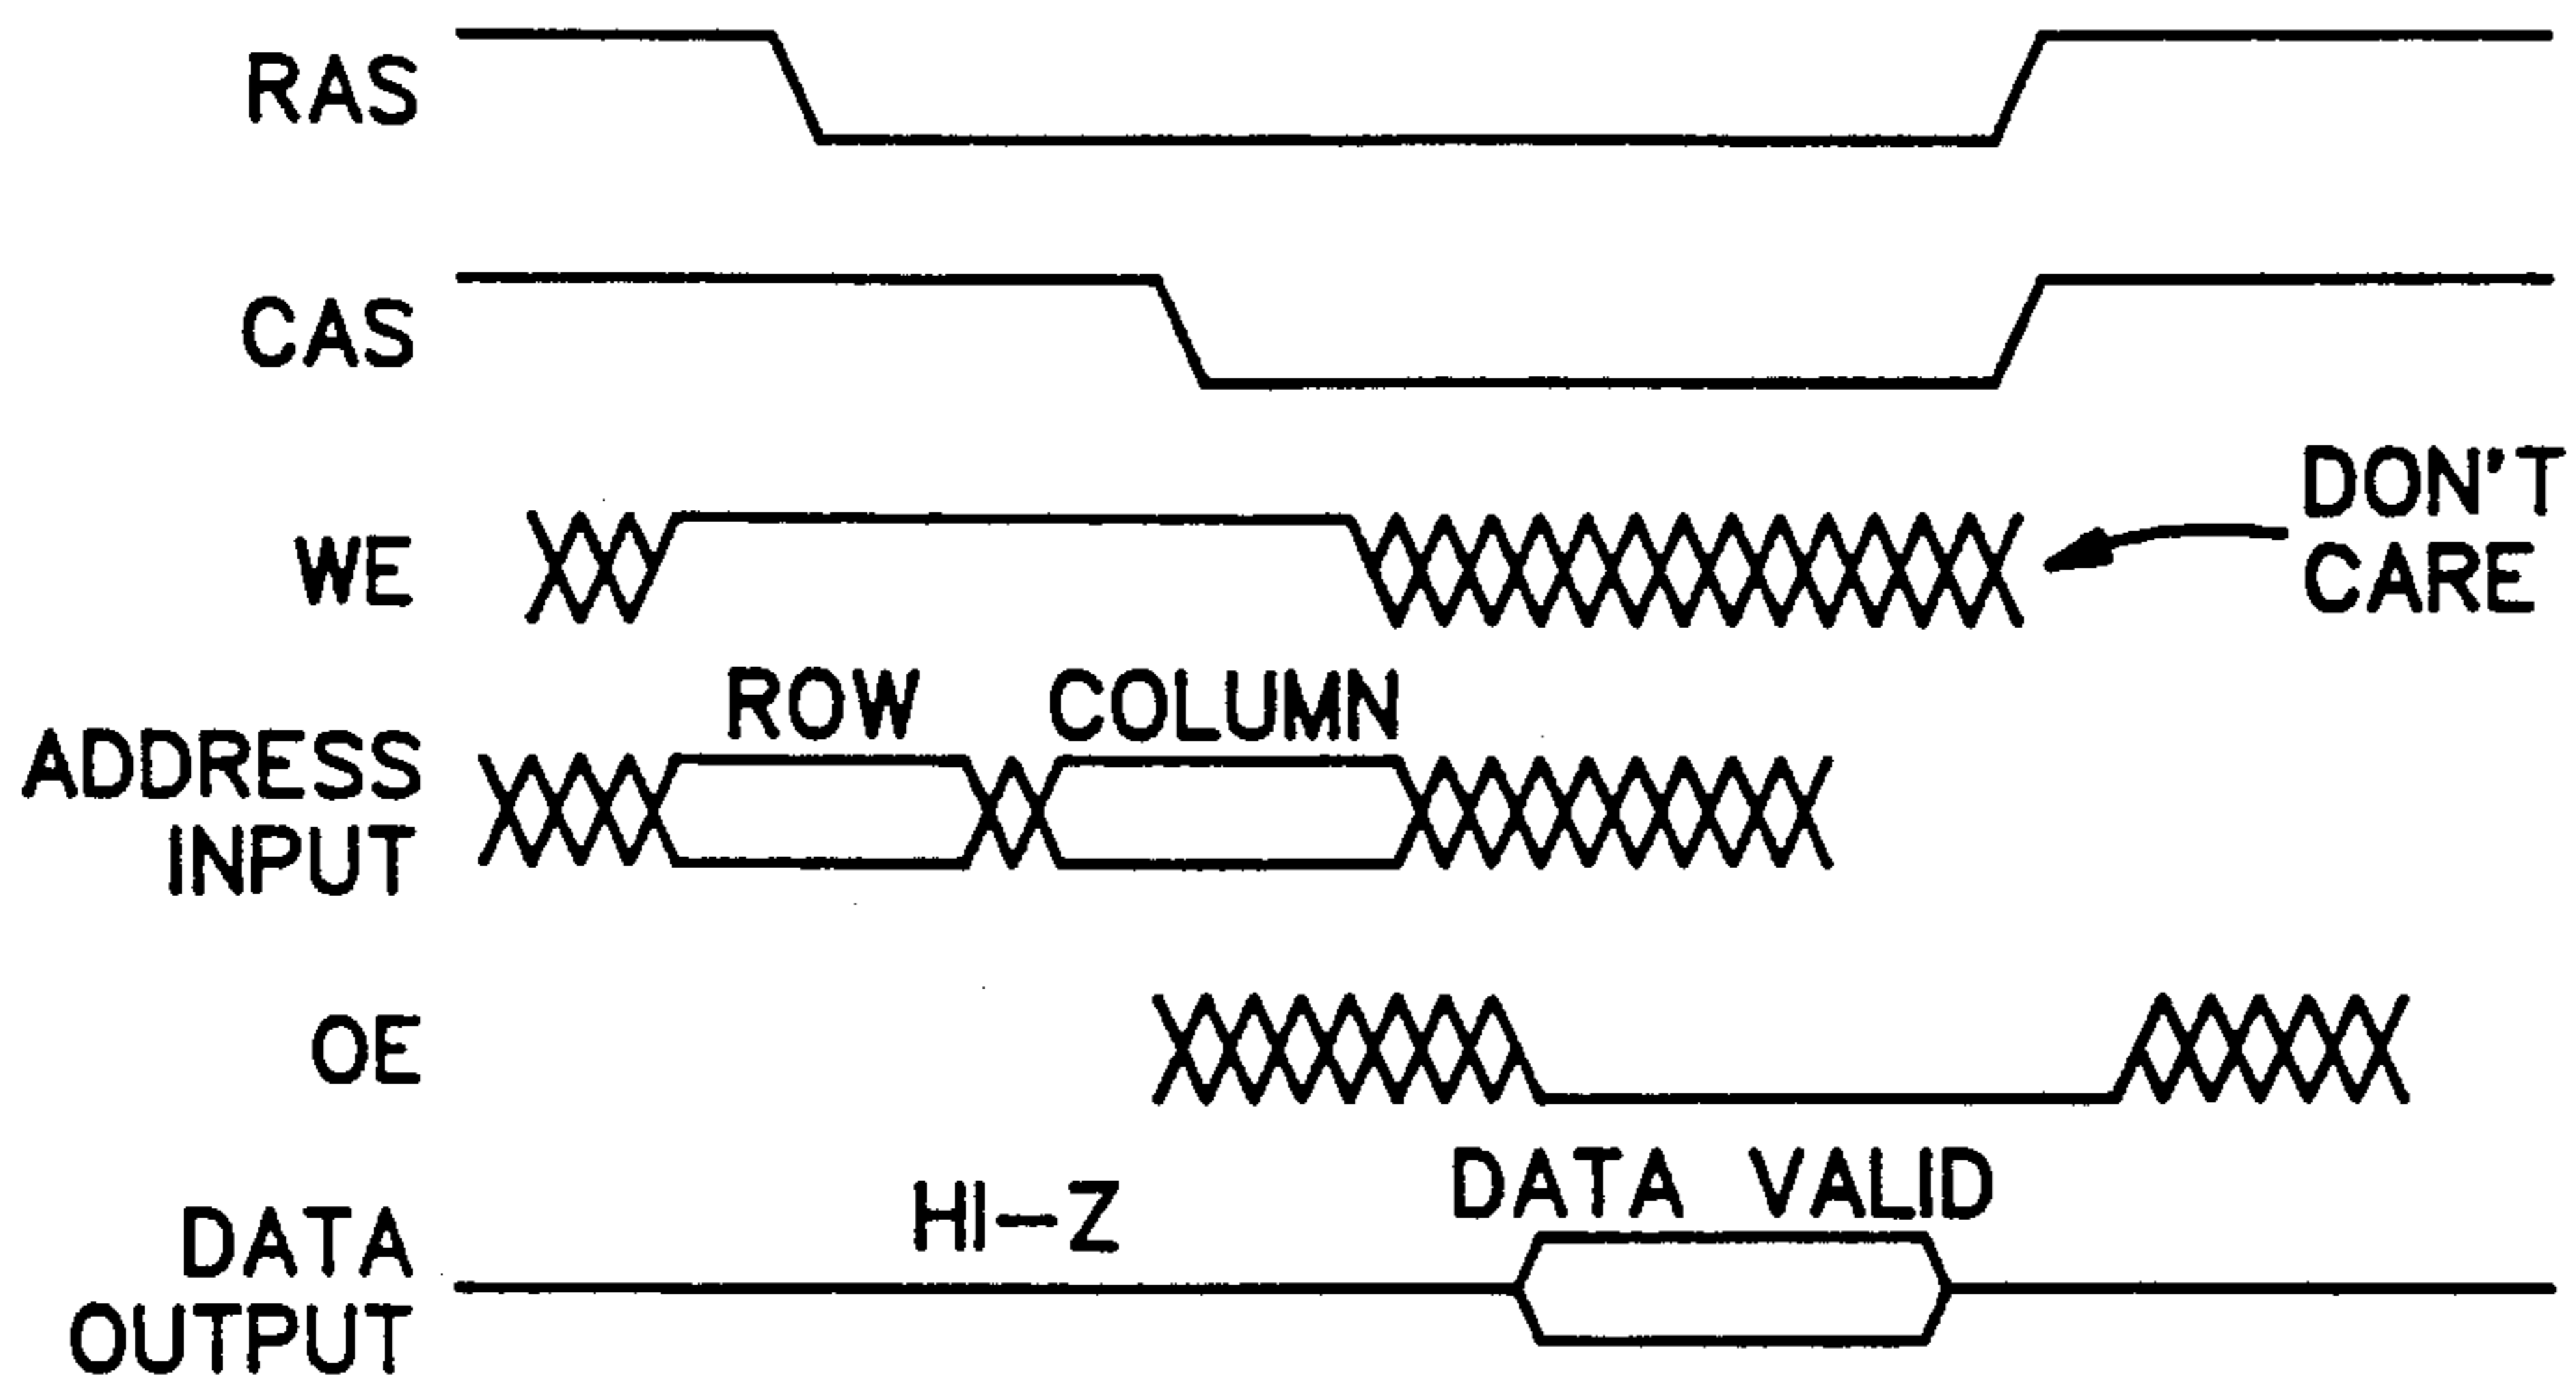 RAS
CAS
WE
DON'T
CARE
ROW
COLUMN
ADDRESS
INPUT
OE
HI-Z
DATA VALID
DATA
OUTPUT